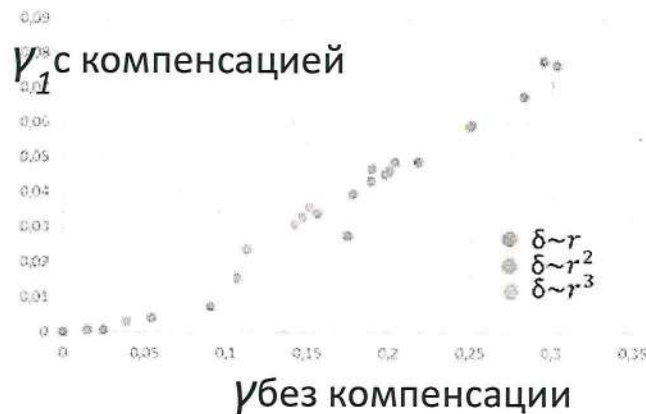 0,09
0,08
γ₁ с компенсацией
0,07
0,06
0,05
0,04
0,03
0,02
0,01
0
δ~r
δ~r²
δ~r³
0 0,05 0,1 0,15 0,2 0,25 0,3 0,35
γ без компенсации